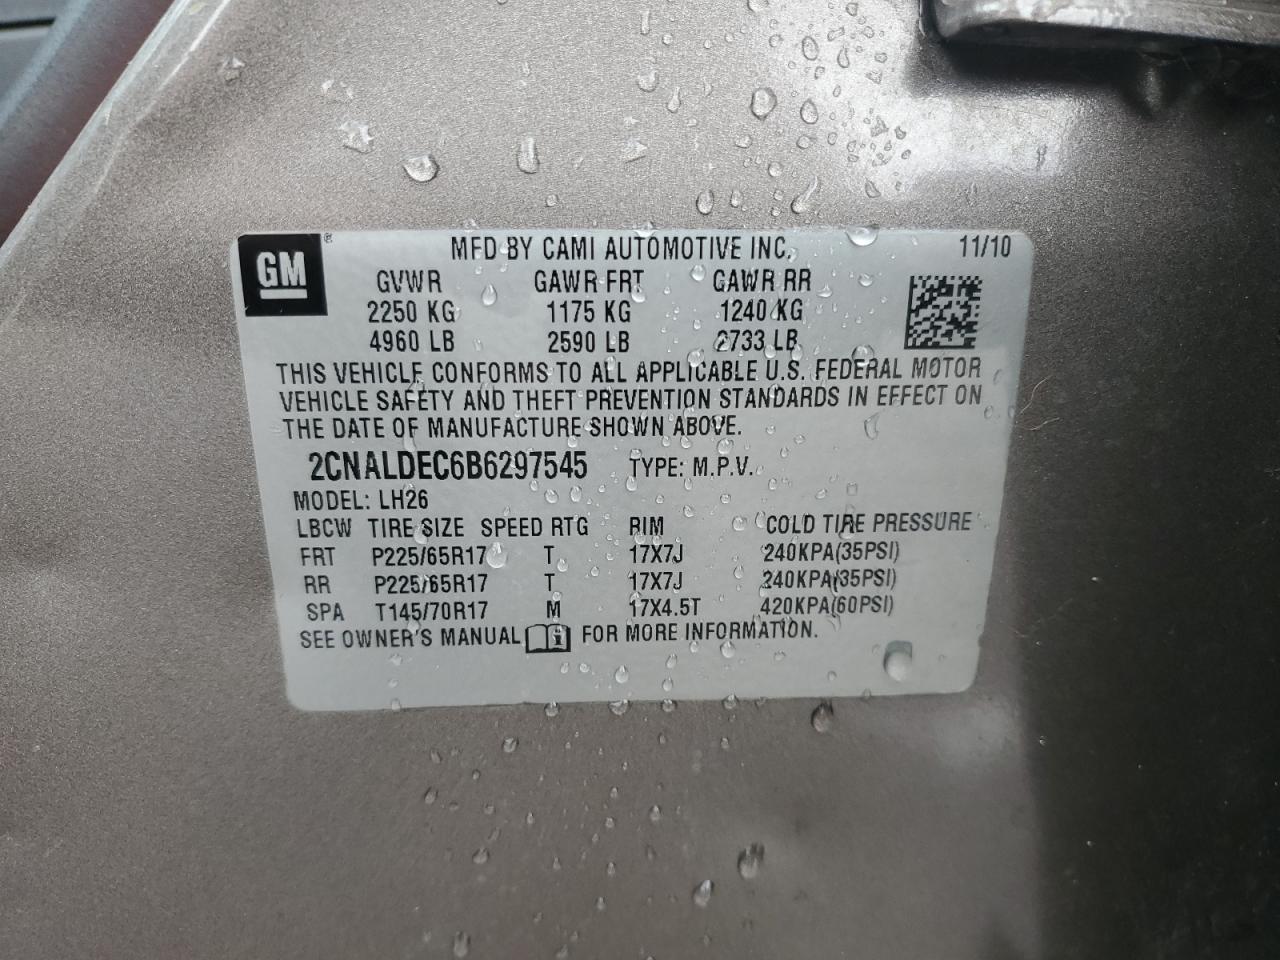 GM ® MFD BY CAMI AUTOMOTIVE INC. 11/10
GVWR GAWR FRT GAWR RR
2250 KG 1175 KG 1240 KG
4960 LB 2590 LB 2733 LB
THIS VEHICLE CONFORMS TO ALL APPLICABLE U.S. FEDERAL MOTOR
VEHICLE SAFETY AND THEFT PREVENTION STANDARDS IN EFFECT ON
THE DATE OF MANUFACTURE SHOWN ABOVE.
2CNALDEC6B6297545 TYPE: M.P.V.
MODEL: LH26
LBCW TIRE SIZE SPEED RTG RIM COLD TIRE PRESSURE
FRT P225/65R17 T 17X7J 240KPA(35PSI)
RR P225/65R17 T 17X7J 240KPA(35PSI)
SPA T145/70R17 M 17X4.5T 420KPA(60PSI)
SEE OWNER'S MANUAL i FOR MORE INFORMATION.